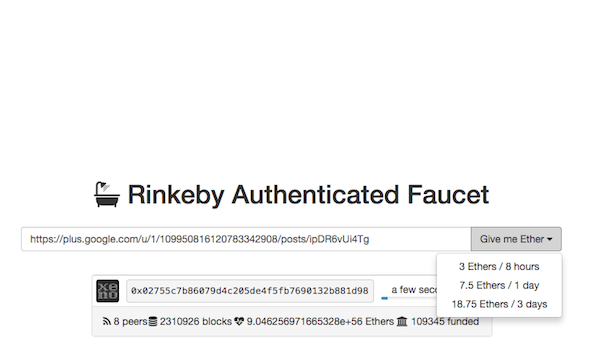 Rinkeby Authenticated Faucet
https://plus.google.com/u/1/109950816120783342908/posts/ipDR6vUi4Tg
Give me Ether
3 Ethers / 8 hours
7.5 Ethers / 1 day
18.75 Ethers / 3 days
xe
no
0x02755c7b86079d4c205de4f5fb7690132b881d98
a few seco
8 peers 2310926 blocks 9.046256971665328e+56 Ethers 109345 funded